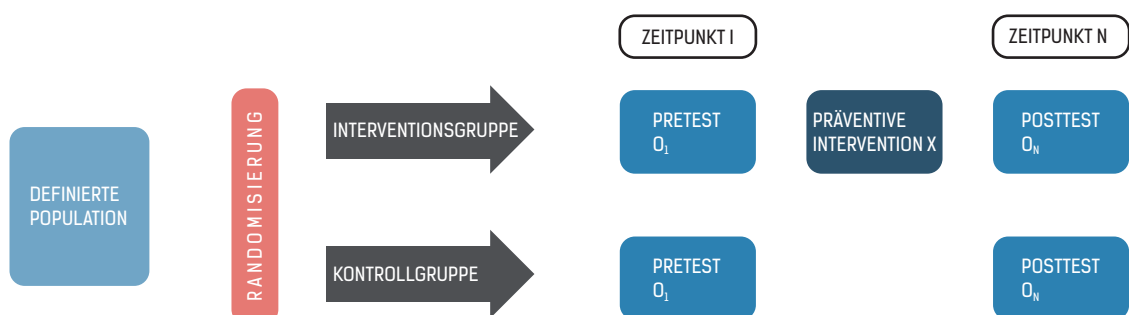 ZEITPUNKT I
ZEITPUNKT N
DEFINIERTE
POPULATION
RANDOMISIERUNG
INTERVENTIONSGRUPPE
PRETEST
O₁
PRÄVENTIVE
INTERVENTION X
POSTTEST
Oₙ
KONTROLLGRUPPE
PRETEST
O₁
POSTTEST
Oₙ